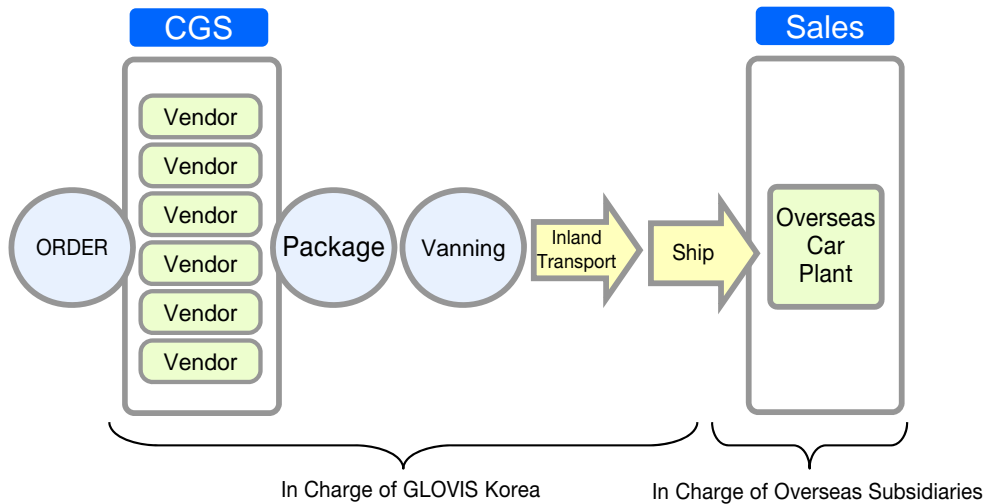 CGS
Sales
Vendor
Vendor
Vendor
Vendor
Vendor
Vendor
ORDER
Package
Vanning
Inland
Transport
Ship
Overseas
Car
Plant
In Charge of GLOVIS Korea
In Charge of Overseas Subsidiaries